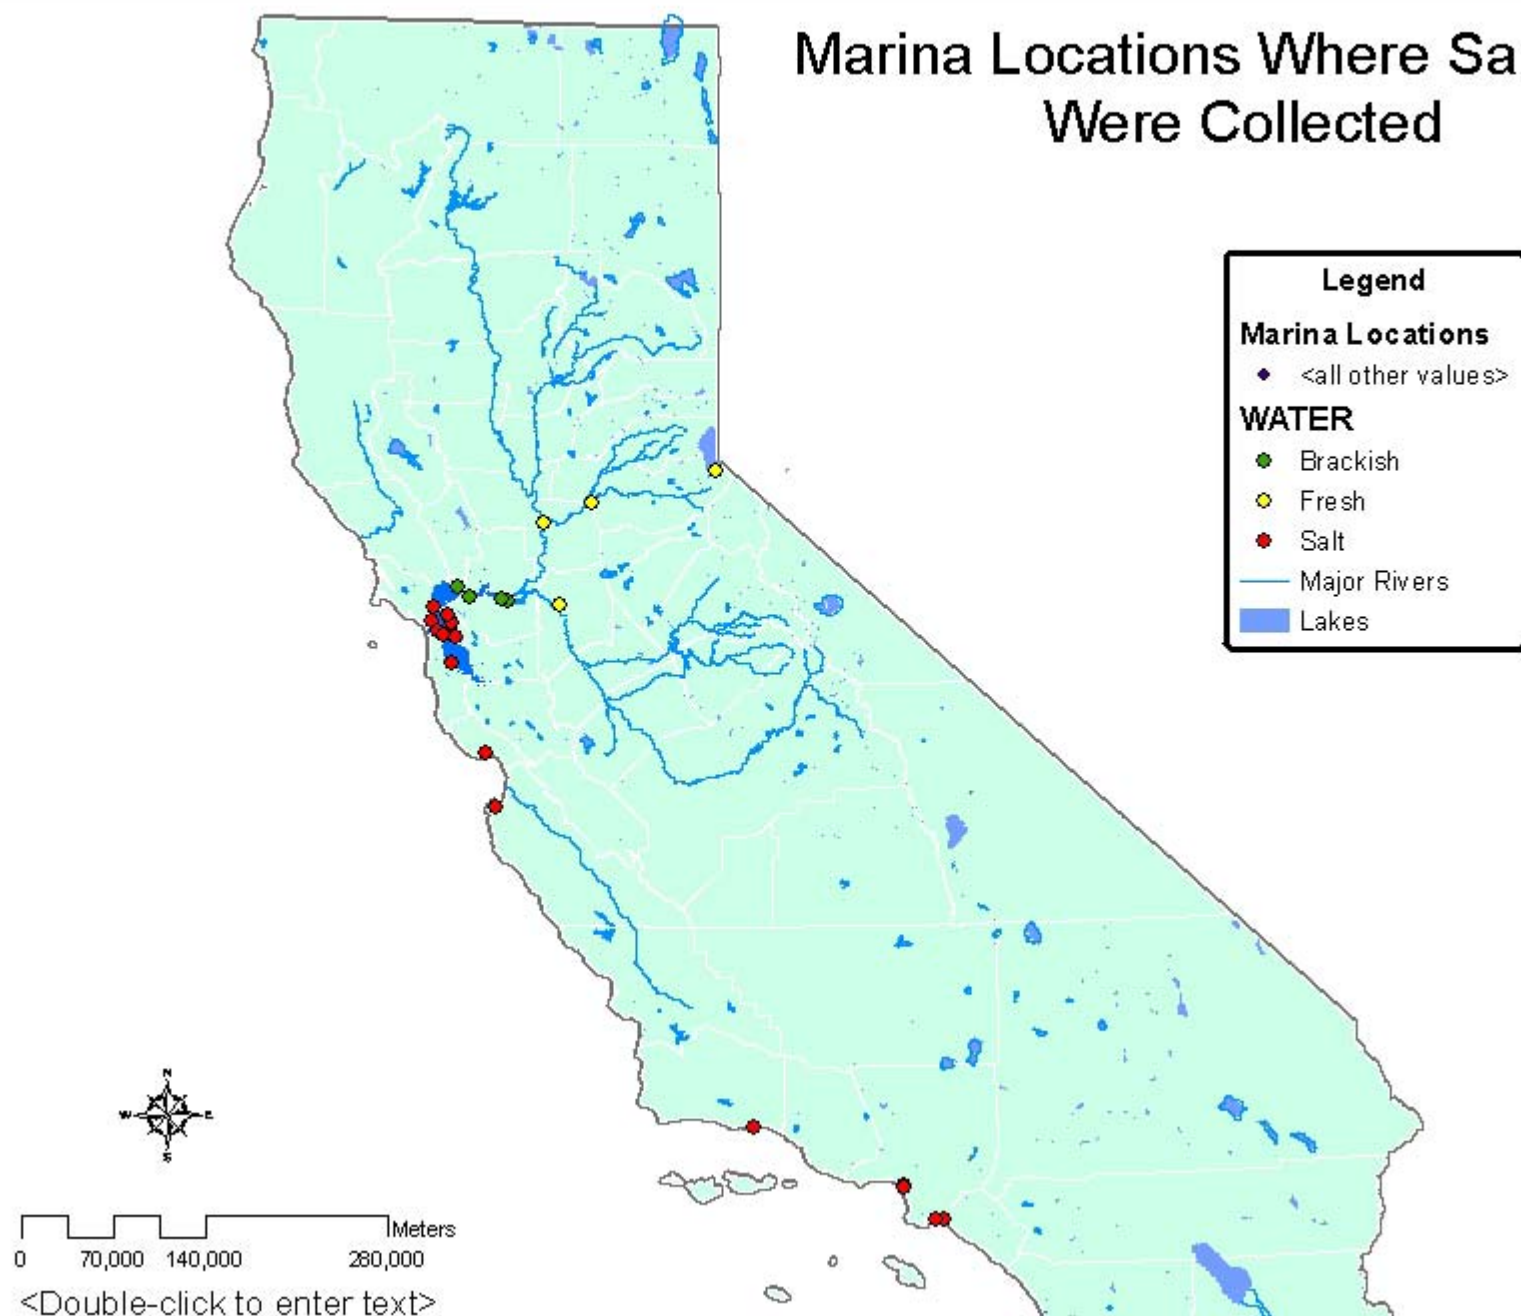 Marina Locations Where Sa
Were Collected
Legend
Marina Locations
<all other values>
WATER
Brackish
Fresh
Salt
Major Rivers
Lakes
N
W E
S
Meters
0 70,000 140,000 280,000
<Double-click to enter text>